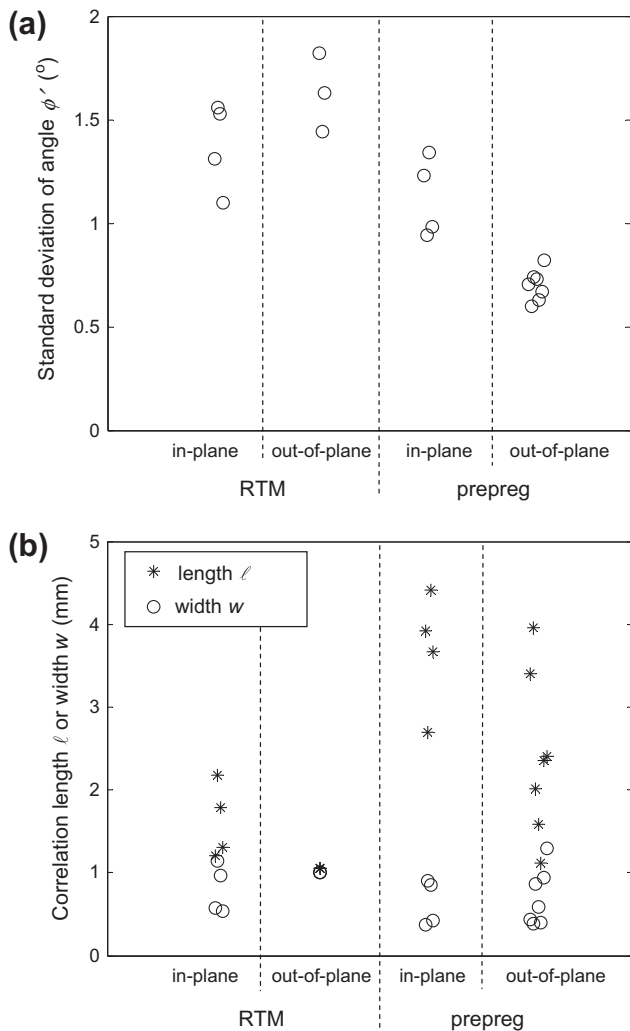 (a)
Standard deviation of angle ϕ′ (°)
2
1.5
1
0.5
0
in-plane out-of-plane in-plane out-of-plane
RTM prepreg
(b)
Correlation length ℓ or width w (mm)
5
4
3
2
1
0
length ℓ
width w
in-plane out-of-plane in-plane out-of-plane
RTM prepreg